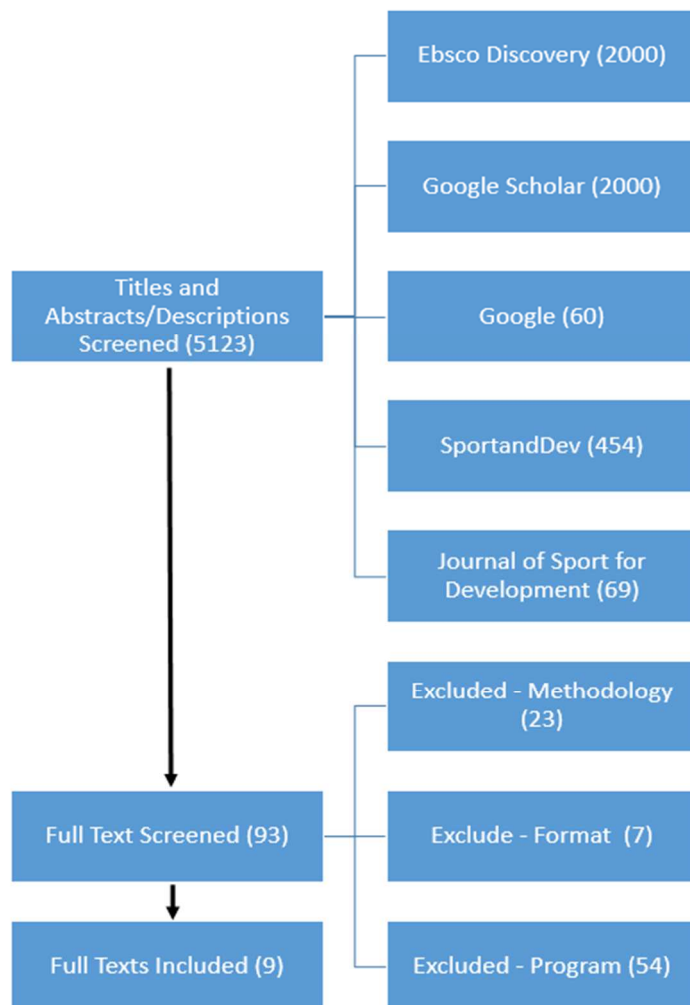 Ebsco Discovery (2000)
Google Scholar (2000)
Titles and
Abstracts/Descriptions
Screened (5123)
Google (60)
SportandDev (454)
Journal of Sport for
Development (69)
Excluded - Methodology
(23)
Full Text Screened (93)
Exclude - Format (7)
Full Texts Included (9)
Excluded - Program (54)